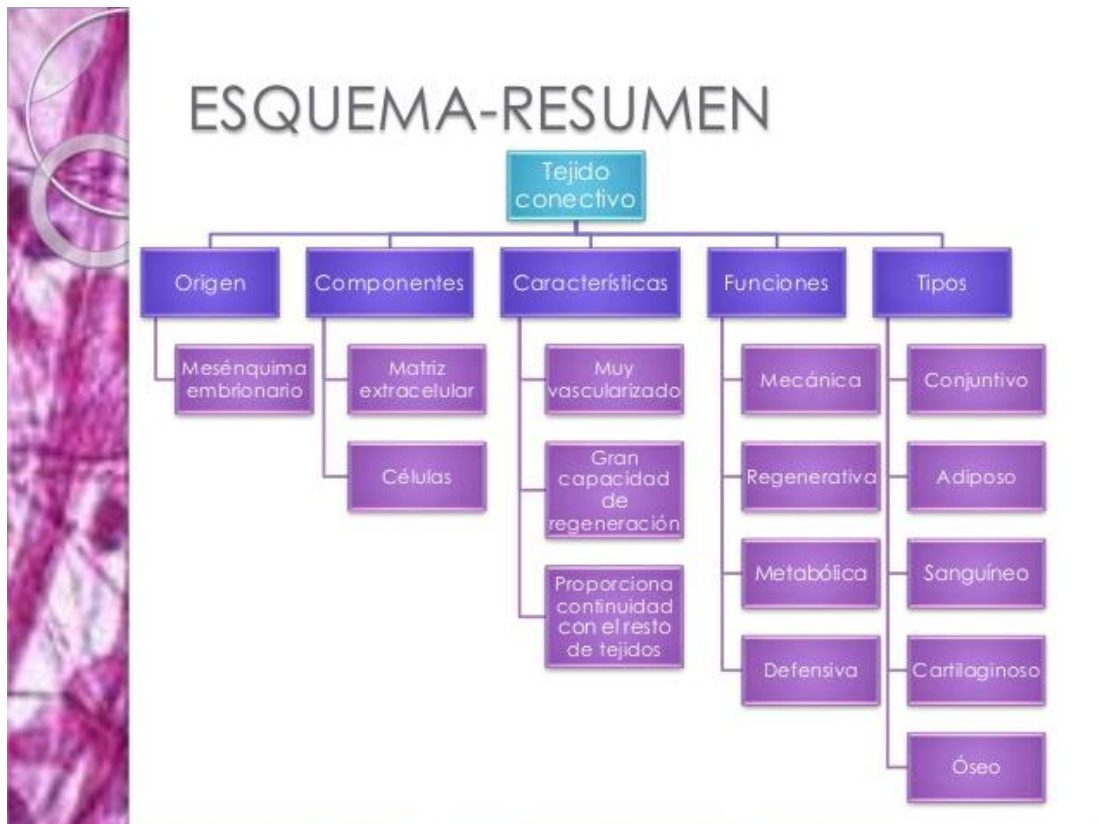 ESQUEMA-RESUMEN
Tejido
conectivo
Origen
Componentes
Características
Funciones
Tipos
Mesénquima
embrionario
Matriz
extracelular
Células
Muy
vascularizado
Gran
capacidad
de
regeneración
Proporciona
continuidad
con el resto
de tejidos
Mecánica
Regenerativa
Metabólica
Defensiva
Conjuntivo
Adiposo
Sanguíneo
Cartilaginoso
Óseo